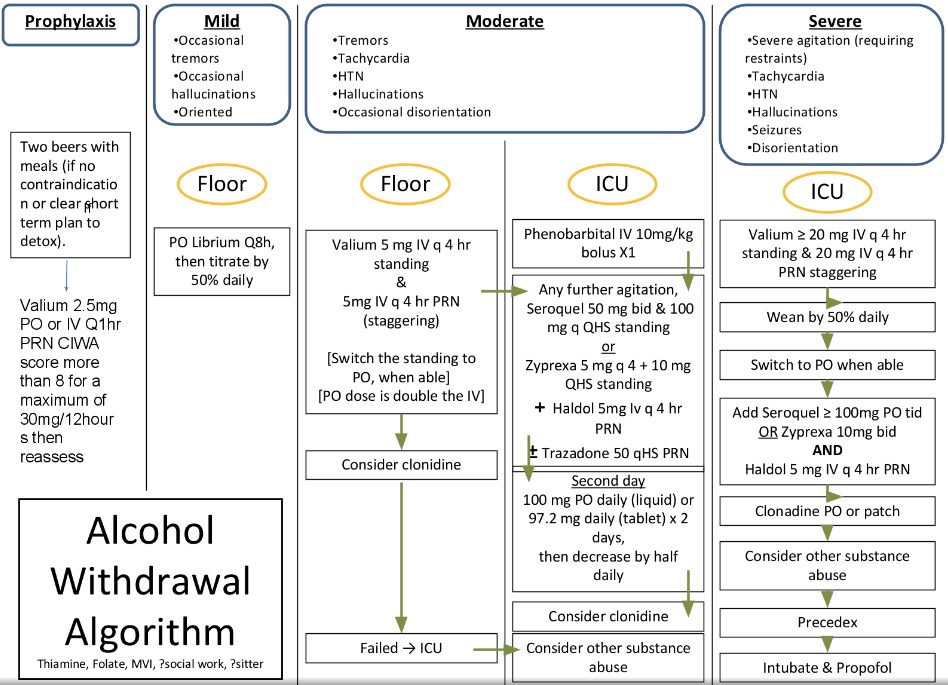 Prophylaxis
Two beers with
meals (if no
contraindicatio
n or clear short
term plan to
detox).
Valium 2.5mg
PO or IV Q1hr
PRN CIWA
score more
than 8 for a
maximum of
30mg/12hour
s then
reassess
Alcohol
Withdrawal
Algorithm
Thiamine, Folate, MVI, ?social work, ?sitter
Mild
•Occasional
tremors
•Occasional
hallucinations
•Oriented
Floor
PO Librium Q8h,
then titrate by
50% daily
Moderate
•Tremors
•Tachycardia
•HTN
•Hallucinations
•Occasional disorientation
Floor
Valium 5 mg IV q 4 hr
standing
&
5mg IV q 4 hr PRN
(staggering)
[Switch the standing to
PO, when able]
[PO dose is double the IV]
Consider clonidine
Failed → ICU
ICU
Phenobarbital IV 10mg/kg
bolus X1
Any further agitation,
Seroquel 50 mg bid & 100
mg q QHS standing
or
Zyprexa 5 mg q 4 + 10 mg
QHS standing
+ Haldol 5mg Iv q 4 hr
PRN
± Trazadone 50 qHS PRN
Second day
100 mg PO daily (liquid) or
97.2 mg daily (tablet) x 2
days,
then decrease by half
daily
Consider clonidine
Consider other substance
abuse
Severe
•Severe agitation (requiring
restraints)
•Tachycardia
•HTN
•Hallucinations
•Seizures
•Disorientation
ICU
Valium ≥ 20 mg IV q 4 hr
standing & 20 mg IV q 4 hr
PRN staggering
Wean by 50% daily
Switch to PO when able
Add Seroquel ≥ 100mg PO tid
OR Zyprexa 10mg bid
AND
Haldol 5 mg IV q 4 hr PRN
Clonadine PO or patch
Consider other substance
abuse
Precedex
Intubate & Propofol